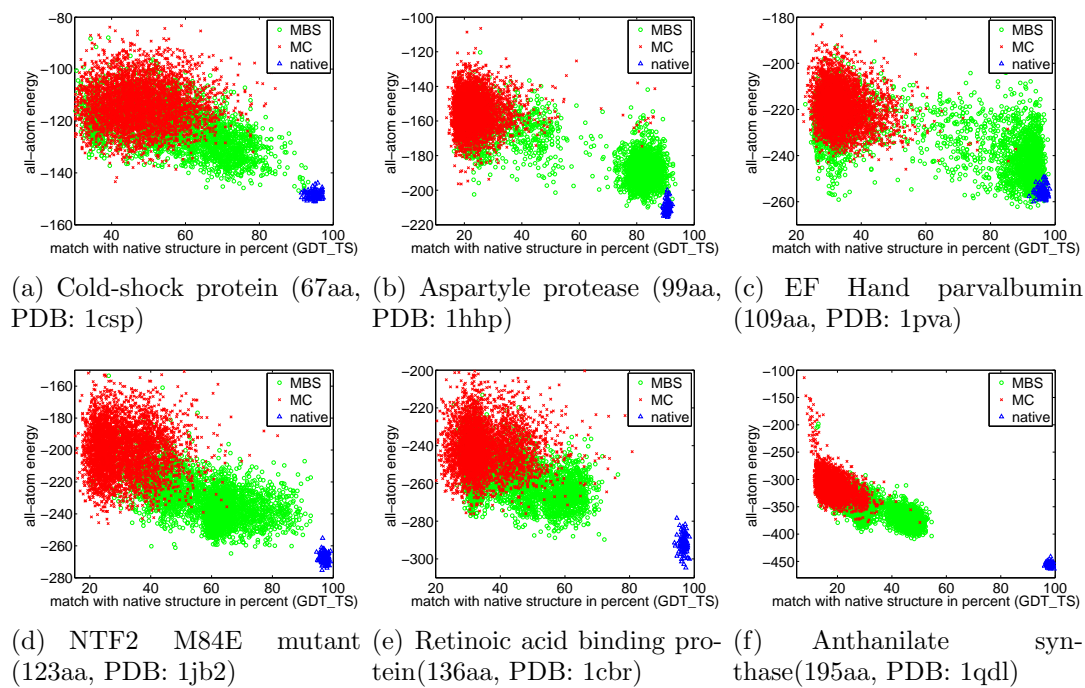 −80
−100
−120
−140
−160
all−atom energy
40 60 80 100
match with native structure in percent (GDT_TS)
MBS
MC
native
−100
−120
−140
−160
−180
−200
−220
all−atom energy
20 40 60 80 100
match with native structure in percent (GDT_TS)
MBS
MC
native
−180
−200
−220
−240
−260
all−atom energy
20 40 60 80 100
match with native structure in percent (GDT_TS)
MBS
MC
native
(a) Cold-shock protein (67aa,
PDB: 1csp)
(b) Aspartyle protease (99aa,
PDB: 1hhp)
(c) EF Hand parvalbumin
(109aa, PDB: 1pva)
−160
−180
−200
−220
−240
−260
−280
all−atom energy
20 40 60 80 100
match with native structure in percent (GDT_TS)
MBS
MC
native
−200
−220
−240
−260
−280
−300
all−atom energy
20 40 60 80 100
match with native structure in percent (GDT_TS)
MBS
MC
native
−100
−150
−200
−250
−300
−350
−400
−450
all−atom energy
20 40 60 80 100
match with native structure in percent (GDT_TS)
MBS
MC
native
(d) NTF2 M84E mutant
(123aa, PDB: 1jb2)
(e) Retinoic acid binding pro-
tein(136aa, PDB: 1cbr)
(f) Anthanilate syn-
thase(195aa, PDB: 1qdl)